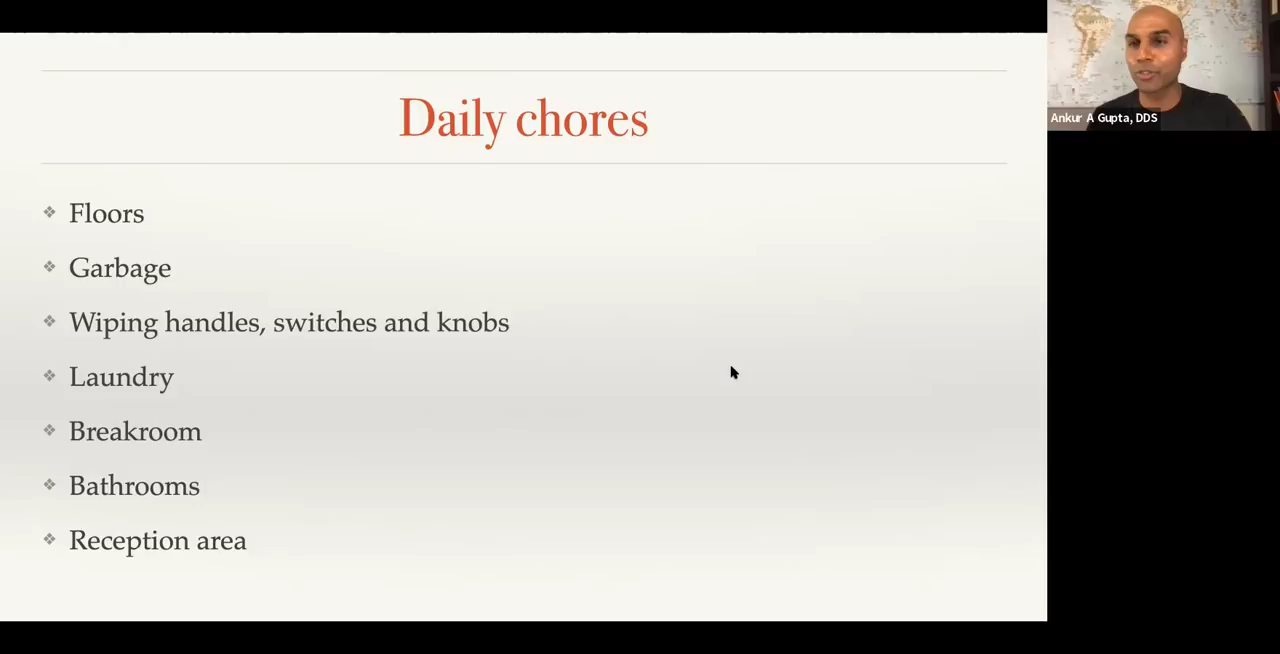 Daily chores
Floors
Garbage
Wiping handles, switches and knobs
Laundry
Breakroom
Bathrooms
Reception area
Ankur A Gupta, DDS